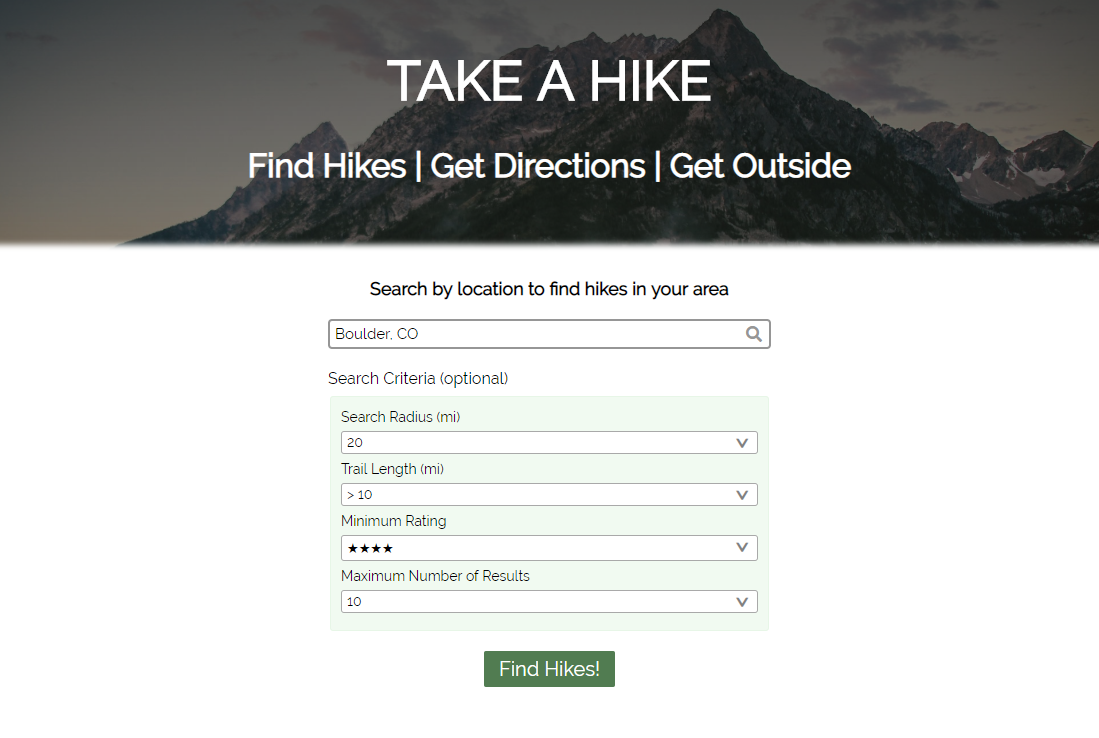 TAKE A HIKE
Find Hikes | Get Directions | Get Outside
Search by location to find hikes in your area
Boulder, CO
Search Criteria (optional)
Search Radius (mi)
20
Trail Length (mi)
> 10
Minimum Rating
★★★★
Maximum Number of Results
10
Find Hikes!